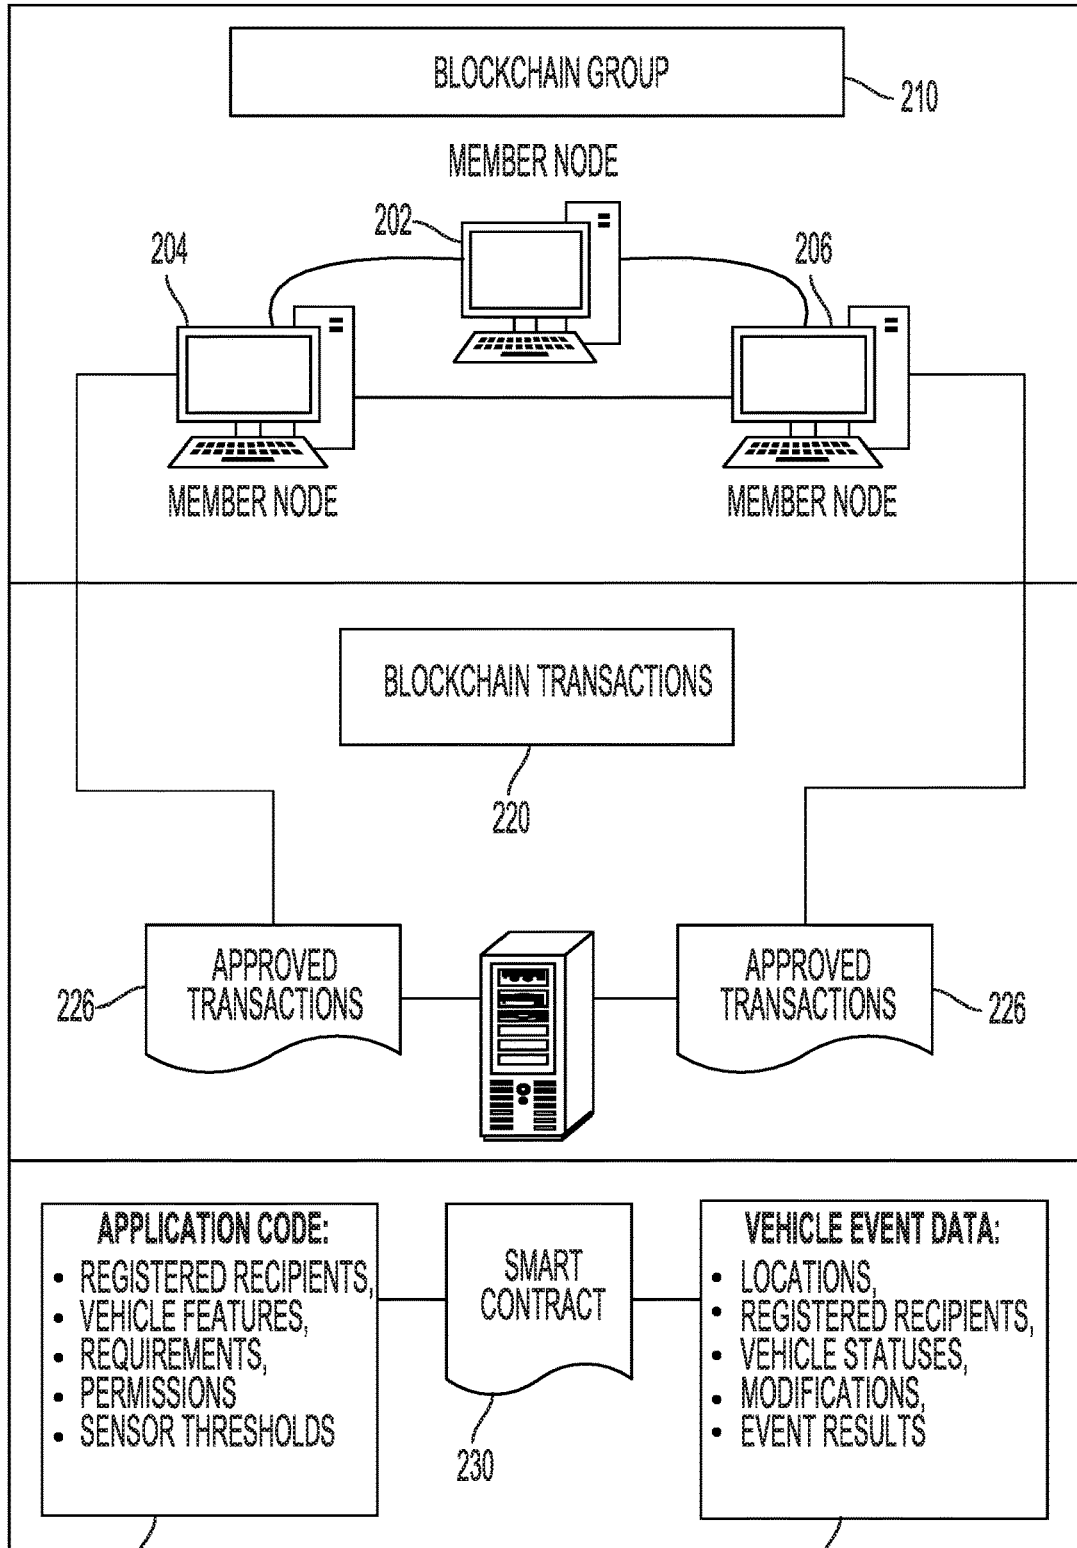 BLOCKCHAIN GROUP
210
MEMBER NODE
202
204
206
MEMBER NODE
MEMBER NODE
BLOCKCHAIN TRANSACTIONS
220
APPROVED
TRANSACTIONS
226
APPROVED
TRANSACTIONS
226
APPLICATION CODE:
• REGISTERED RECIPIENTS,
• VEHICLE FEATURES,
• REQUIREMENTS,
• PERMISSIONS
• SENSOR THRESHOLDS
SMART
CONTRACT
230
VEHICLE EVENT DATA:
• LOCATIONS,
• REGISTERED RECIPIENTS,
• VEHICLE STATUSES,
• MODIFICATIONS,
• EVENT RESULTS